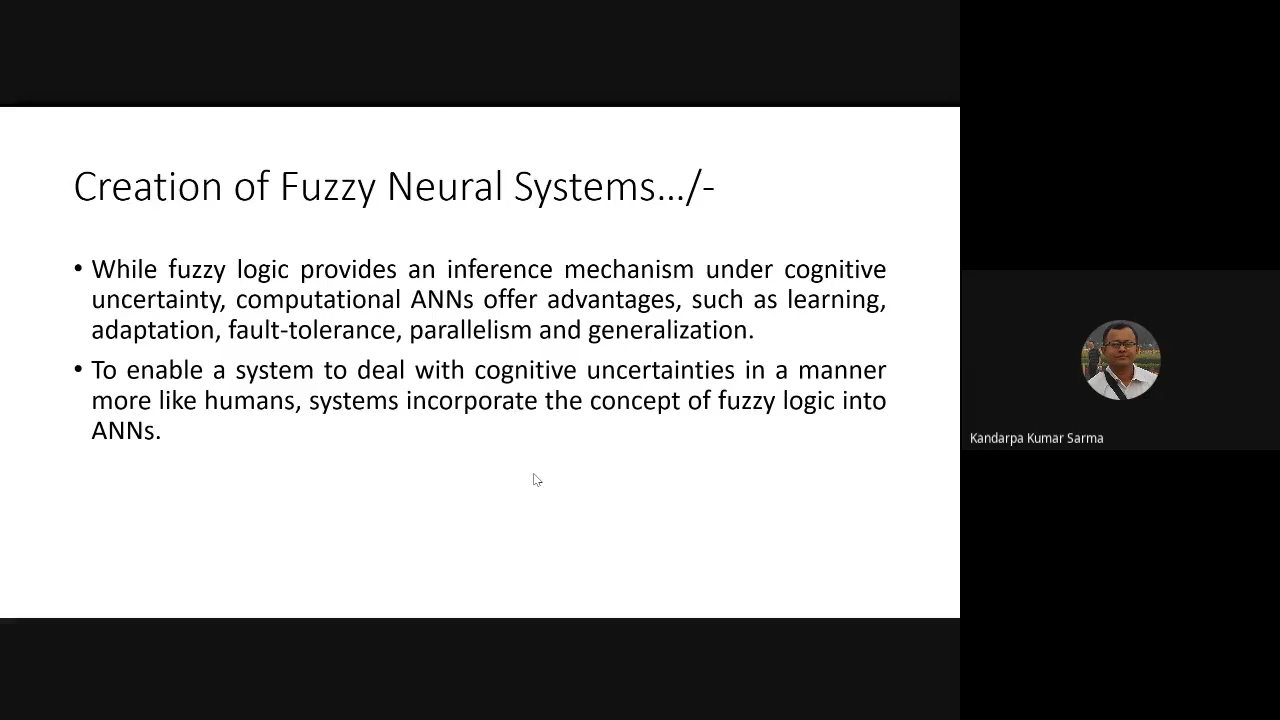 Creation of Fuzzy Neural Systems…/-
• While fuzzy logic provides an inference mechanism under cognitive
uncertainty, computational ANNs offer advantages, such as learning,
adaptation, fault-tolerance, parallelism and generalization.
• To enable a system to deal with cognitive uncertainties in a manner
more like humans, systems incorporate the concept of fuzzy logic into
ANNs.
Kandarpa Kumar Sarma